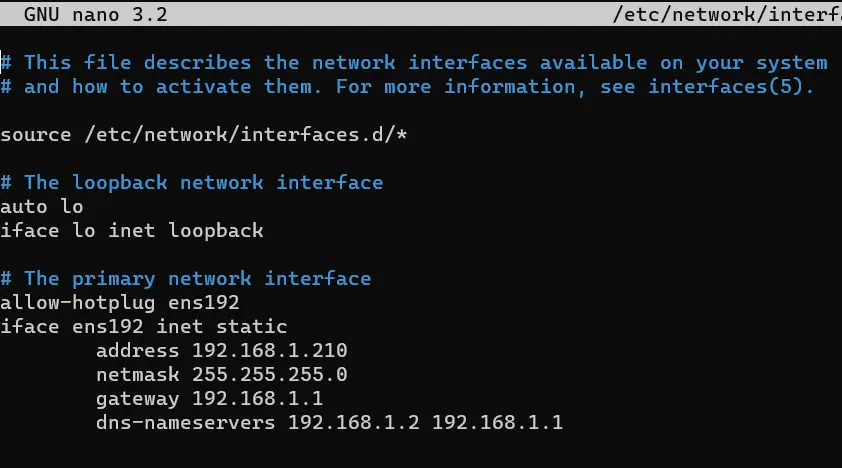 GNU nano 3.2 /etc/network/interf
# This file describes the network interfaces available on your system
# and how to activate them. For more information, see interfaces(5).
source /etc/network/interfaces.d/*
# The loopback network interface
auto lo
iface lo inet loopback
# The primary network interface
allow-hotplug ens192
iface ens192 inet static
address 192.168.1.210
netmask 255.255.255.0
gateway 192.168.1.1
dns-nameservers 192.168.1.2 192.168.1.1